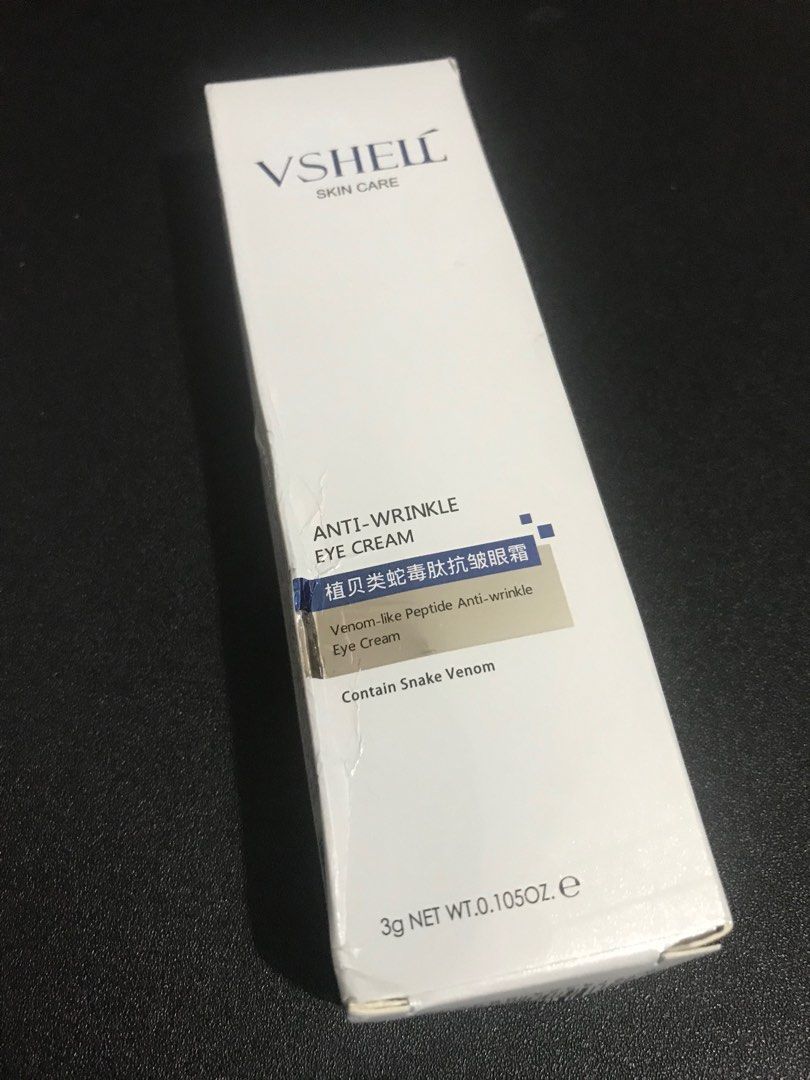 VSHELL
SKIN CARE
ANTI-WRINKLE
EYE CREAM
植贝类蛇毒肽抗皱眼霜
Venom-like Peptide Anti-wrinkle
Eye Cream
Contain Snake Venom
3g NET WT.0.105OZ.℮